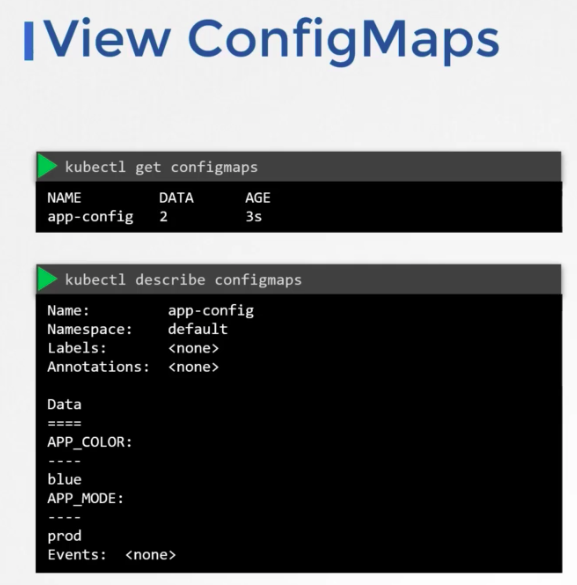 View ConfigMaps
kubectl get configmaps
NAME DATA AGE
app-config 2 3s
kubectl describe configmaps
Name: app-config
Namespace: default
Labels: <none>
Annotations: <none>
Data
====
APP_COLOR:
----
blue
APP_MODE:
----
prod
Events: <none>